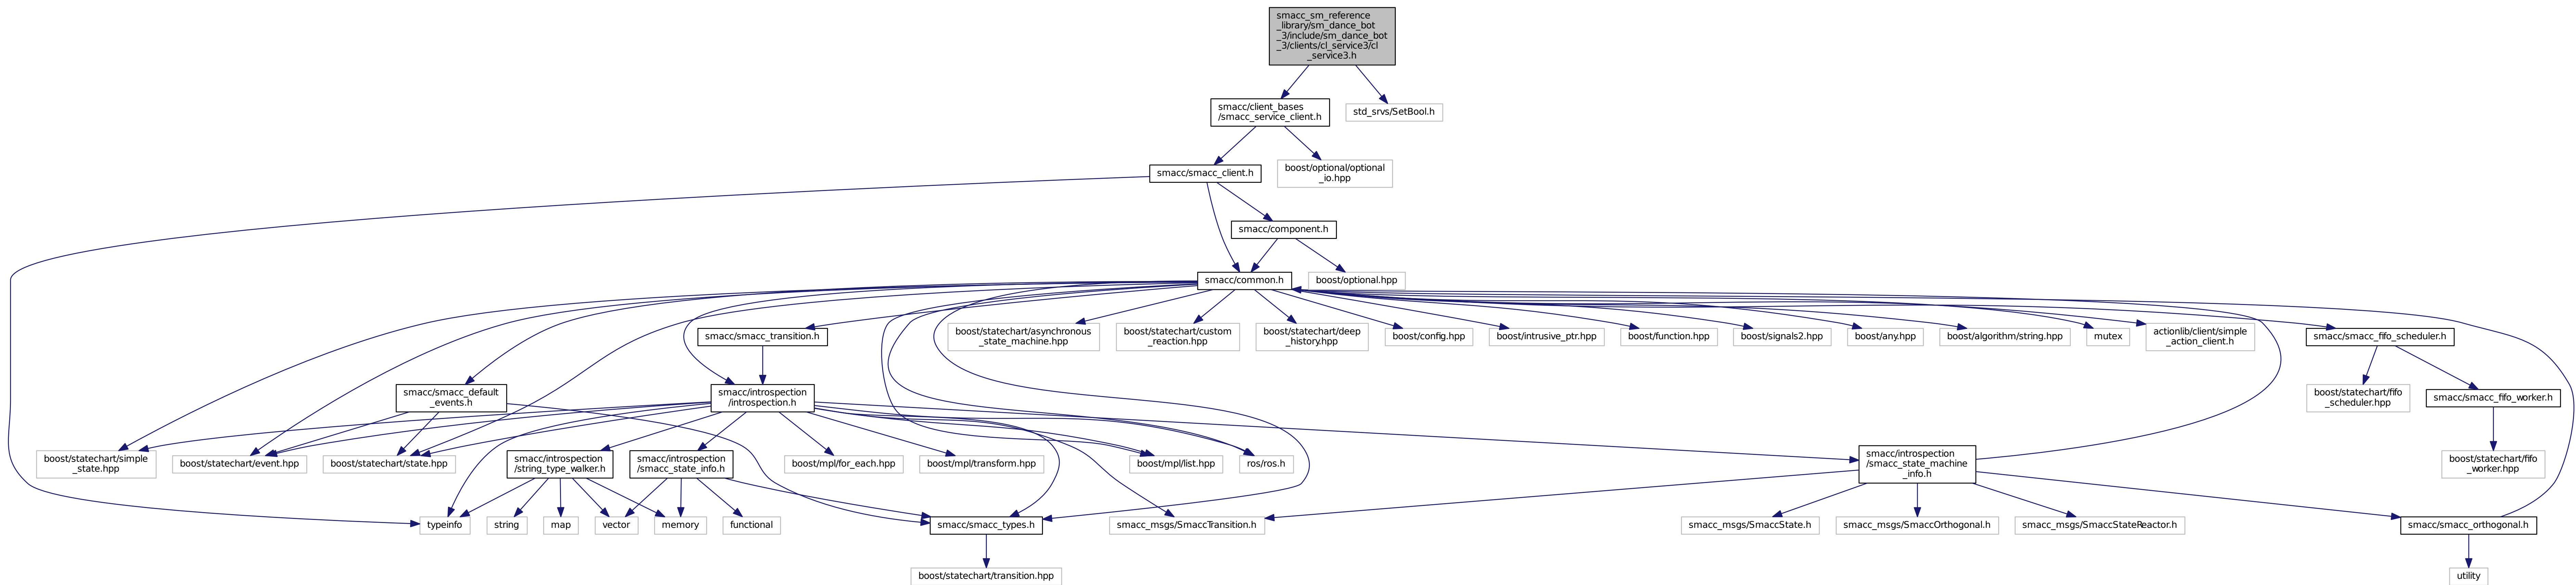 smacc_sm_reference
_library/sm_dance_bot
_3/include/sm_dance_bot
_3/clients/cl_service3/cl
_service3.h
smacc/client_bases
/smacc_service_client.h
std_srvs/SetBool.h
smacc/smacc_client.h
boost/optional/optional
_io.hpp
smacc/component.h
smacc/common.h
boost/optional.hpp
smacc/smacc_transition.h
boost/statechart/asynchronous
_state_machine.hpp
boost/statechart/custom
_reaction.hpp
boost/statechart/deep
_history.hpp
boost/config.hpp
boost/intrusive_ptr.hpp
boost/function.hpp
boost/signals2.hpp
boost/any.hpp
boost/algorithm/string.hpp
mutex
actionlib/client/simple
_action_client.h
smacc/smacc_fifo_scheduler.h
smacc/smacc_default
_events.h
smacc/introspection
/introspection.h
boost/statechart/fifo
_scheduler.hpp
smacc/smacc_fifo_worker.h
boost/statechart/simple
_state.hpp
boost/statechart/event.hpp
boost/statechart/state.hpp
smacc/introspection
/string_type_walker.h
smacc/introspection
/smacc_state_info.h
boost/mpl/for_each.hpp
boost/mpl/transform.hpp
boost/mpl/list.hpp
ros/ros.h
smacc/introspection
/smacc_state_machine
_info.h
boost/statechart/fifo
_worker.hpp
typeinfo
string
map
vector
memory
functional
smacc/smacc_types.h
smacc_msgs/SmaccTransition.h
smacc_msgs/SmaccState.h
smacc_msgs/SmaccOrthogonal.h
smacc_msgs/SmaccStateReactor.h
smacc/smacc_orthogonal.h
boost/statechart/transition.hpp
utility